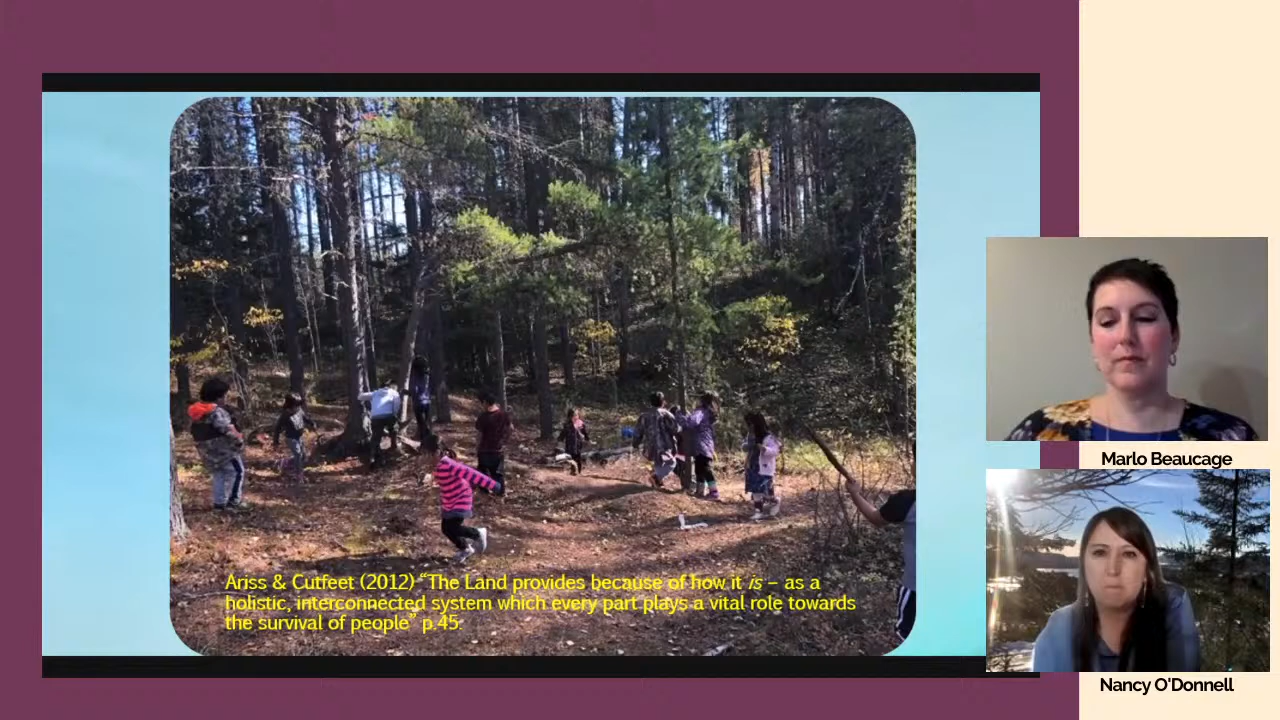 Ariss & Cutfeet (2012) “The Land provides because of how it is – as a
holistic, interconnected system which every part plays a vital role towards
the survival of people” p.45.
Marlo Beaucage
Nancy O'Donnell